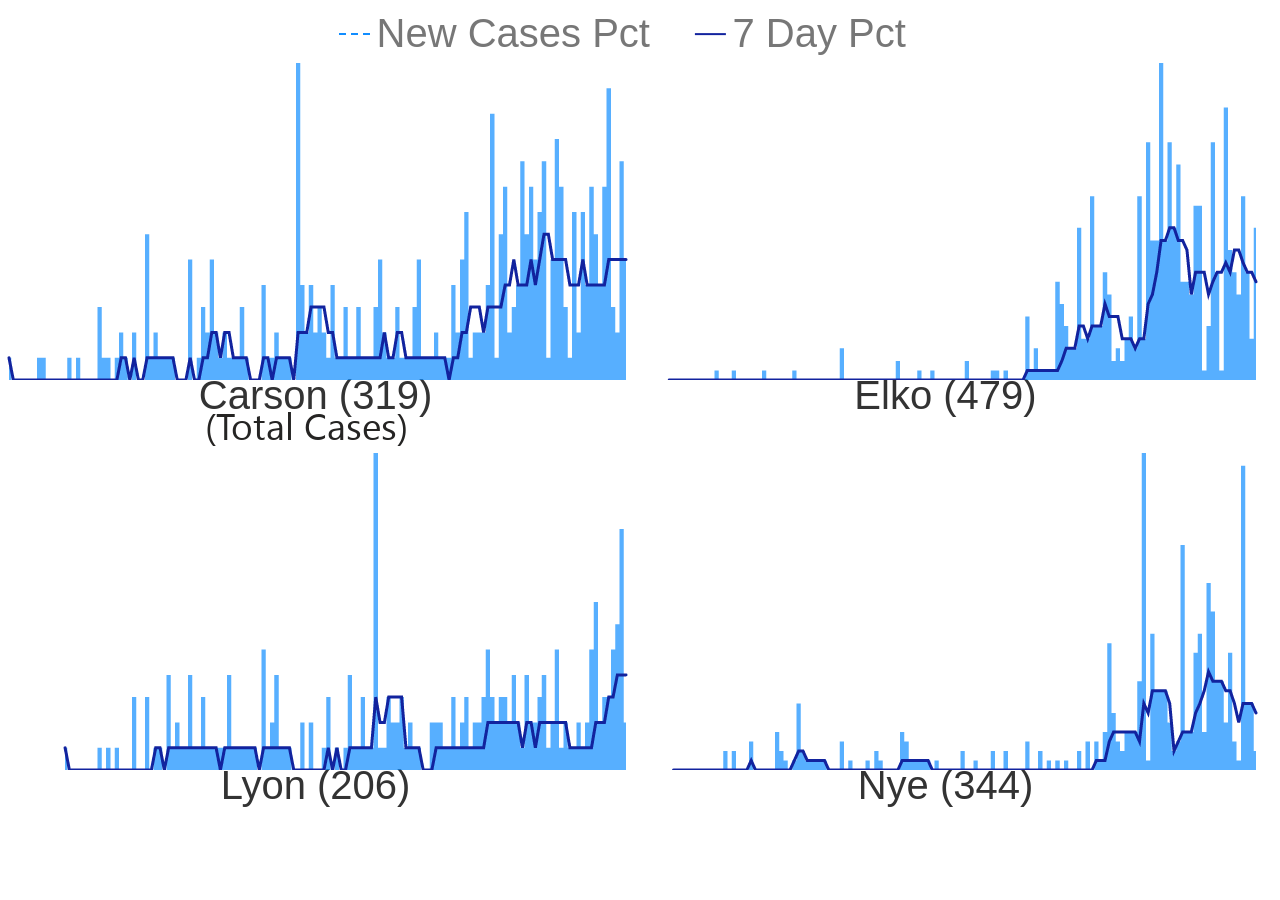 New Cases Pct 7 Day Pct
Carson (319) Elko (479)
(Total Cases)
Lyon (206) Nye (344)